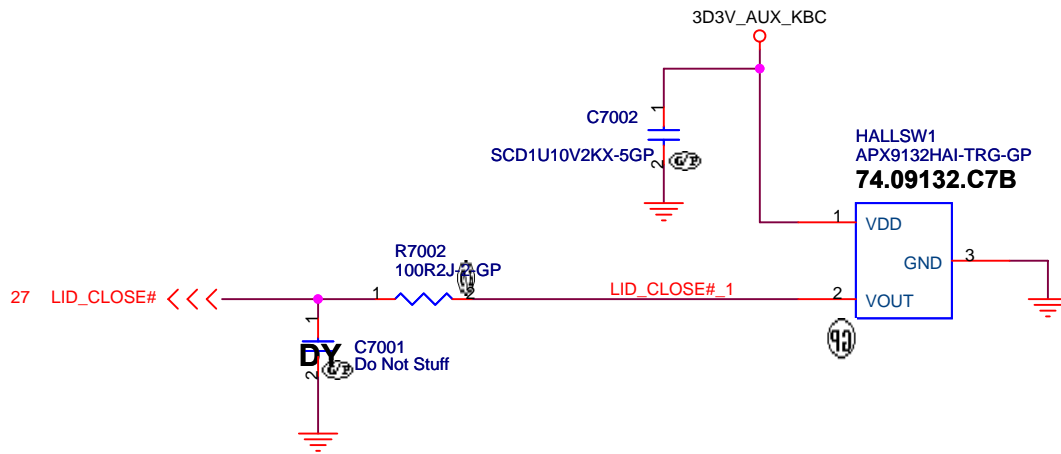 3D3V_AUX_KBC
1
C7002
SCD1U10V2KX-5GP
2
G/P
HALLSW1
APX9132HAI-TRG-GP
74.09132.C7B
1
VDD
GND
3
R7002
100R2J-2-GP
27 LID_CLOSE#
1
2
LID_CLOSE#_1
2
VOUT
GP
1
DY
C7001
Do Not Stuff
2
G/P